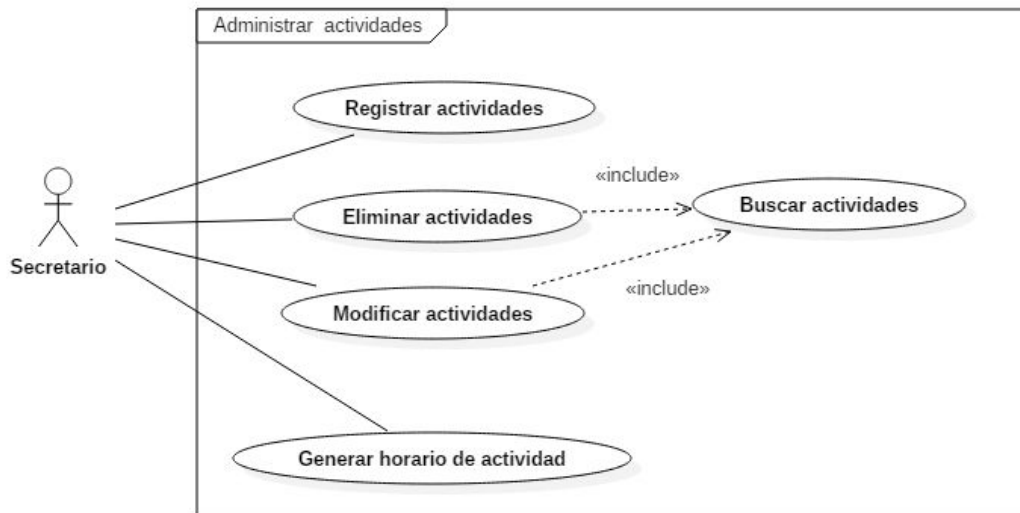 Administrar actividades
Registrar actividades
«include»
Eliminar actividades
Buscar actividades
Secretario
«include»
Modificar actividades
Generar horario de actividad